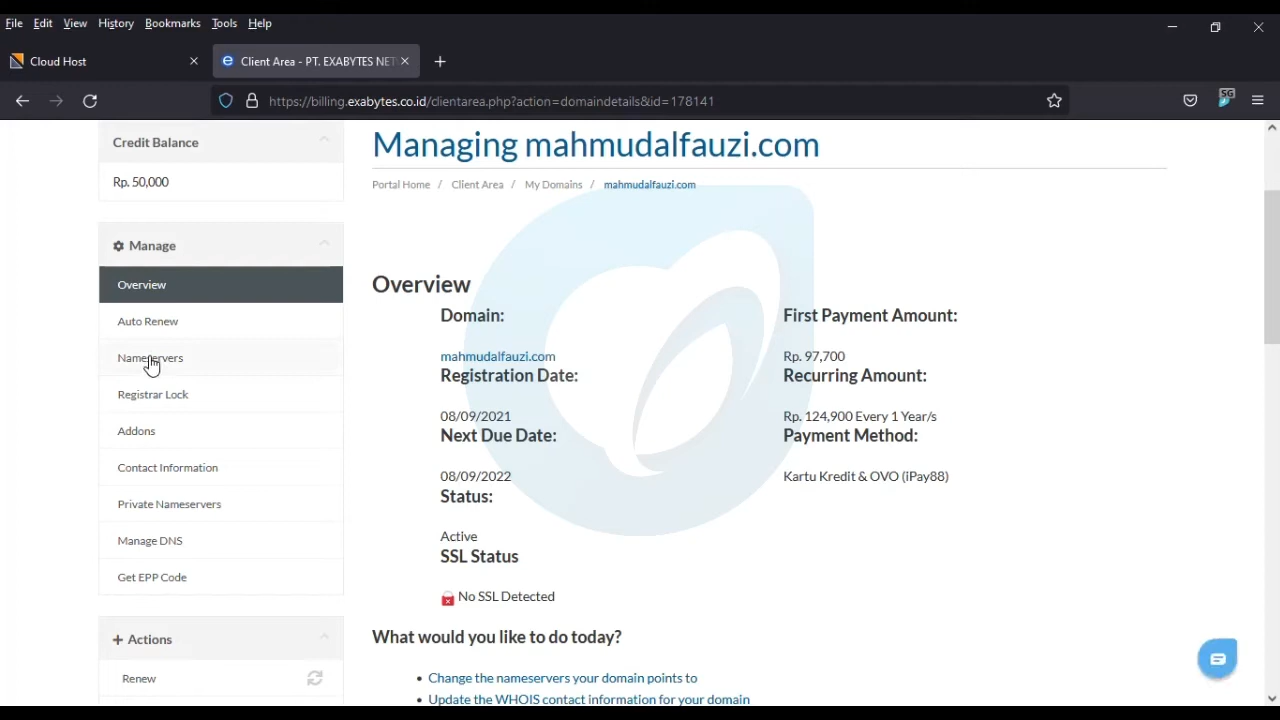 File Edit View History Bookmarks Tools Help
Cloud Host
Client Area - PT. EXABYTES NET
https://billing.exabytes.co.id/clientarea.php?action=domaindetails&id=178141
SG
Credit Balance
Rp. 50,000
Manage
Overview
Auto Renew
Nameservers
Registrar Lock
Addons
Contact Information
Private Nameservers
Manage DNS
Get EPP Code
Actions
Renew
Managing mahmudalfauzi.com
Portal Home / Client Area / My Domains / mahmudalfauzi.com
Overview
Domain:
mahmudalfauzi.com
Registration Date:
08/09/2021
Next Due Date:
08/09/2022
Status:
Active
SSL Status
No SSL Detected
First Payment Amount:
Rp. 97,700
Recurring Amount:
Rp. 124,900 Every 1 Year/s
Payment Method:
Kartu Kredit & OVO (iPay88)
What would you like to do today?
• Change the nameservers your domain points to
• Update the WHOIS contact information for your domain